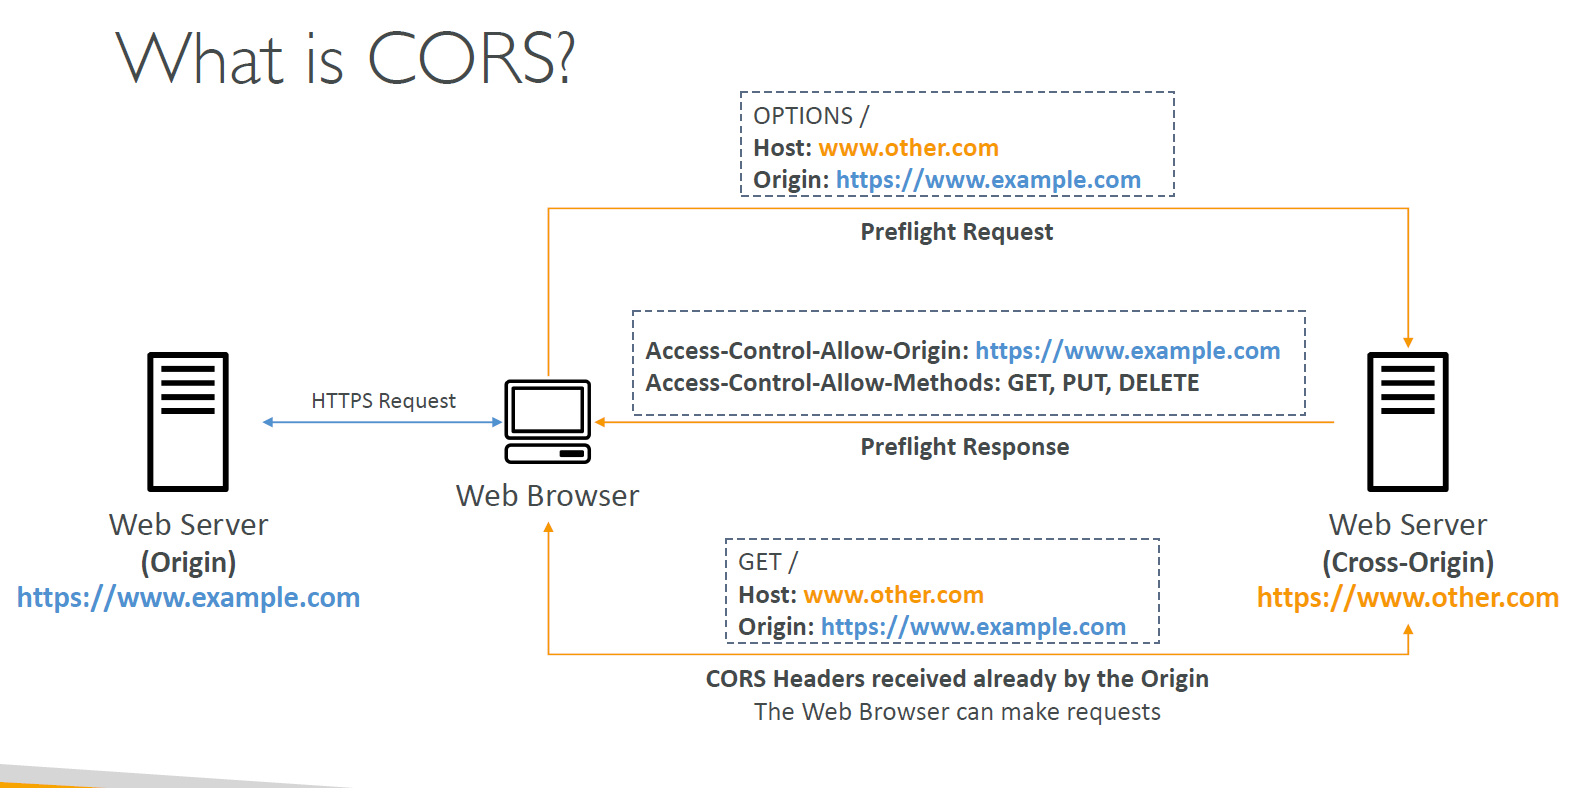 What is CORS?
OPTIONS /
Host: www.other.com
Origin: https://www.example.com
Preflight Request
Access-Control-Allow-Origin: https://www.example.com
Access-Control-Allow-Methods: GET, PUT, DELETE
Preflight Response
HTTPS Request
Web Browser
Web Server
(Origin)
https://www.example.com
Web Server
(Cross-Origin)
https://www.other.com
GET /
Host: www.other.com
Origin: https://www.example.com
CORS Headers received already by the Origin
The Web Browser can make requests